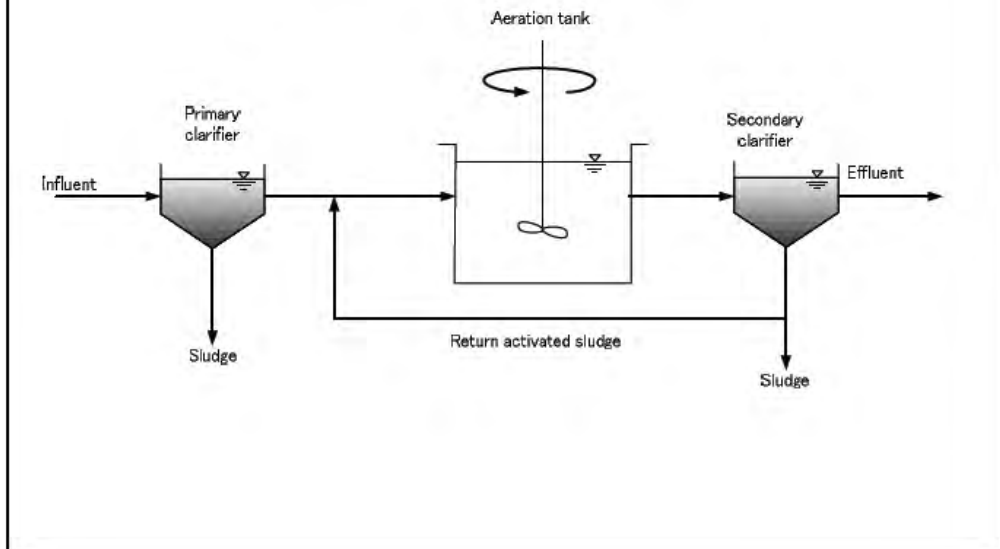 Aeration tank
Primary
clarifier
Secondary
clarifier
Influent
Effluent
Return activated sludge
Sludge
Sludge